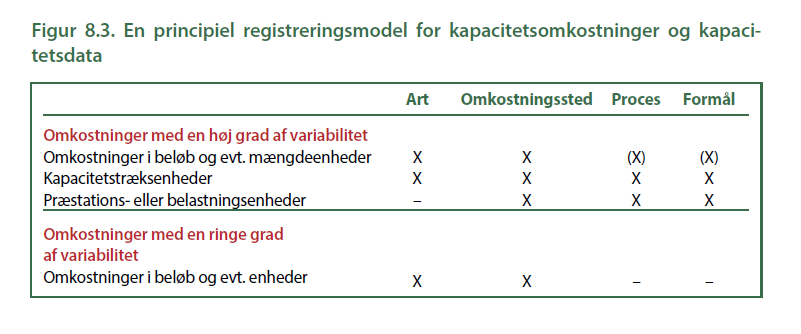 Figur 8.3. En principiel registreringsmodel for kapacitetsomkostninger og kapaci-
tetsdata
Art Omkostningssted Proces Formål
Omkostninger med en høj grad af variabilitet
Omkostninger i beløb og evt. mængdeenheder X X (X) (X)
Kapacitetstræksenheder X X X X
Præstations- eller belastningsenheder – X X X
Omkostninger med en ringe grad
af variabilitet
Omkostninger i beløb og evt. enheder X X – –